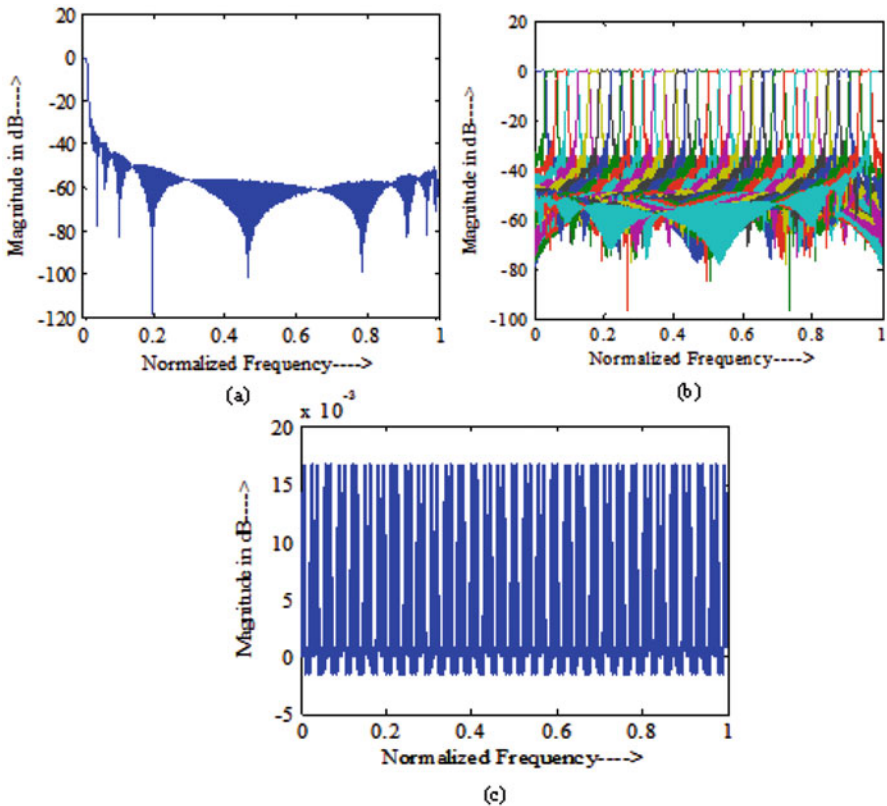 20
0
-20
-40
-60
-80
-100
-120
0 0.2 0.4 0.6 0.8 1
Magnitude in dB---->
Normalized Frequency---->
(a)
20
0
-20
-40
-60
-80
-100
0 0.2 0.4 0.6 0.8 1
Magnitude in dB---->
Normalized Frequency---->
(b)
x 10⁻³
20
15
10
5
0
-5
0 0.2 0.4 0.6 0.8 1
Magnitude in dB---->
Normalized Frequency---->
(c)